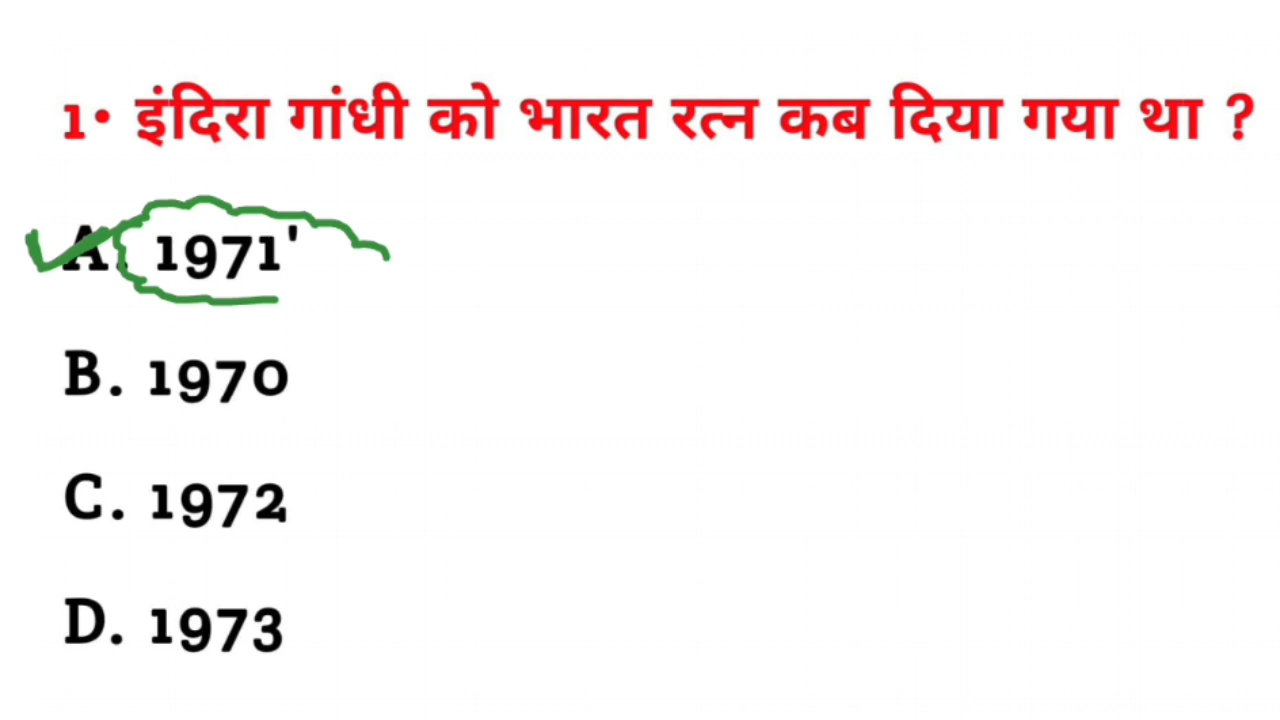 1• इंदिरा गांधी को भारत रत्न कब दिया गया था ?
A. 1971'
B. 1970
C. 1972
D. 1973